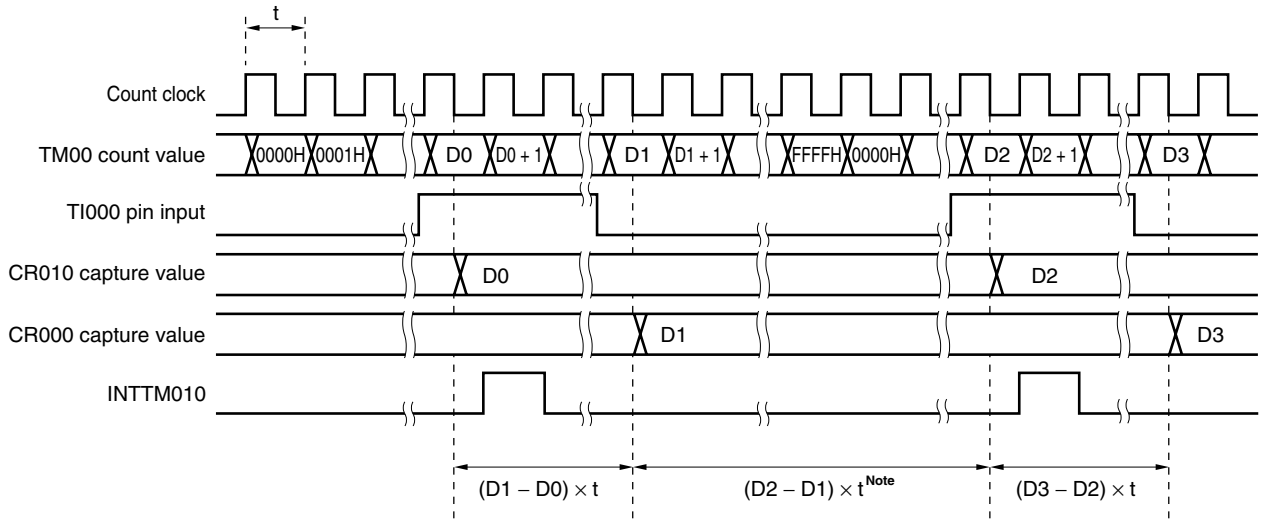 t
Count clock
TM00 count value
0000H 0001H D0 D0 + 1 D1 D1 + 1 FFFFH 0000H D2 D2 + 1 D3
TI000 pin input
CR010 capture value
D0 D2
CR000 capture value
D1 D3
INTTM010
(D1 − D0) × t (D2 − D1) × t Note (D3 − D2) × t